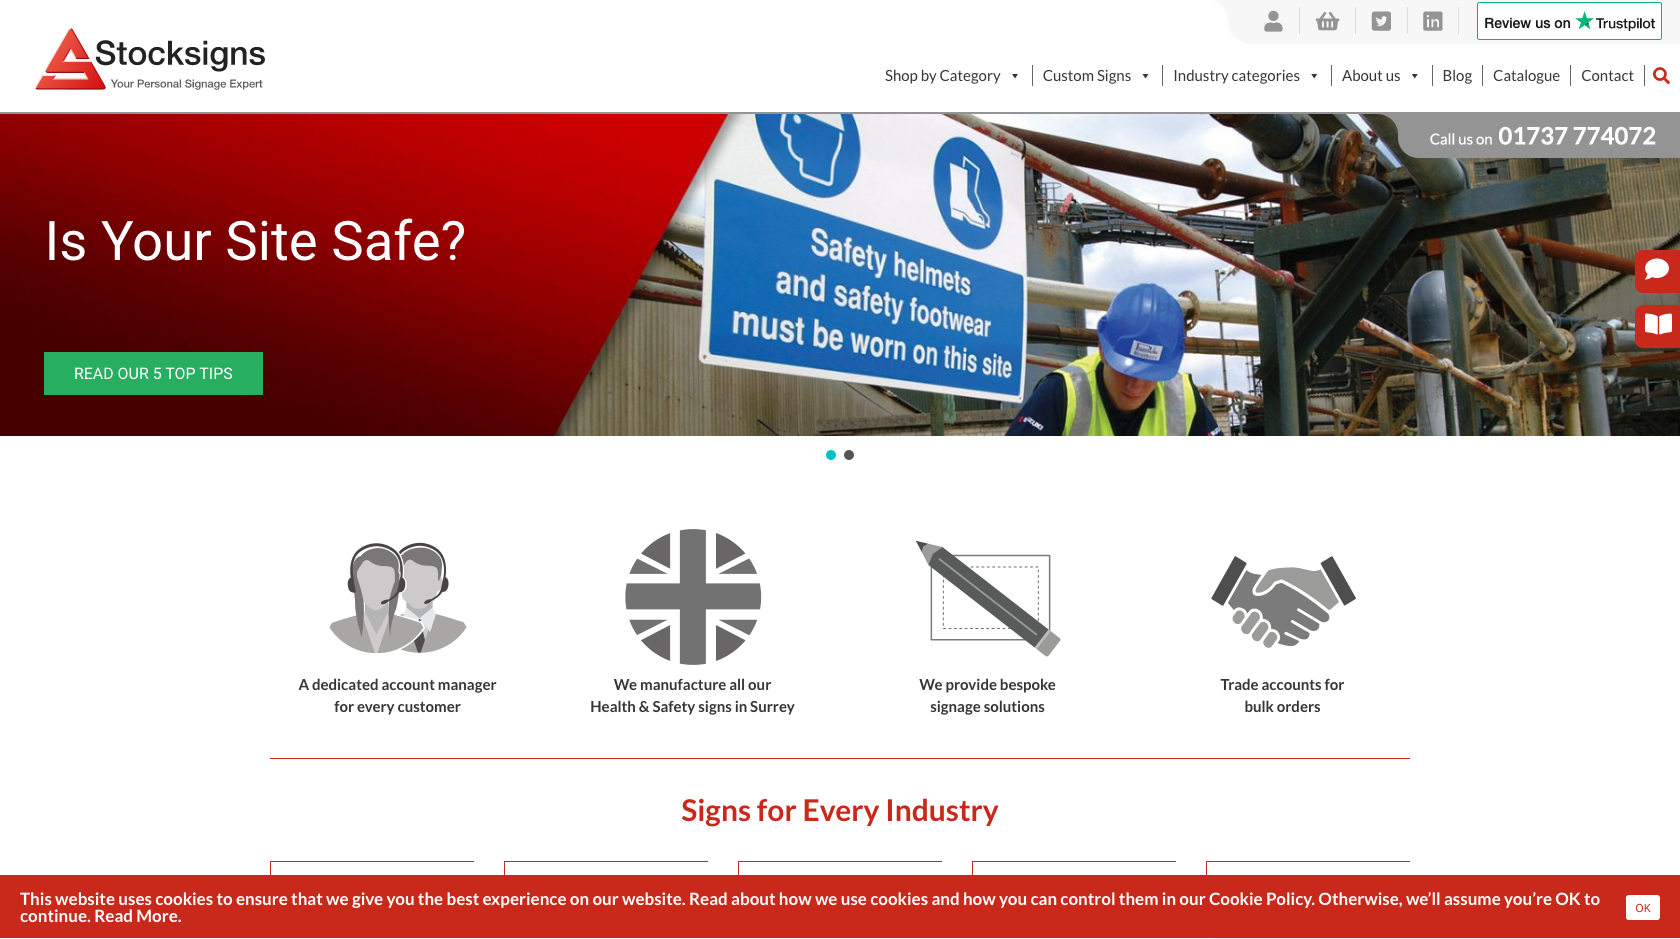 Review us on Trustpilot
Stocksigns
Your Personal Signage Expert
Shop by Category
Custom Signs
Industry categories
About us
Blog
Catalogue
Contact
Call us on 01737 774072
Is Your Site Safe?
READ OUR 5 TOP TIPS
Safety helmets
and safety footwear
must be worn on this site
A dedicated account manager
for every customer
We manufacture all our
Health & Safety signs in Surrey
We provide bespoke
signage solutions
Trade accounts for
bulk orders
Signs for Every Industry
This website uses cookies to ensure that we give you the best experience on our website. Read about how we use cookies and how you can control them in our Cookie Policy. Otherwise, we’ll assume you’re OK to
continue. Read More.
OK